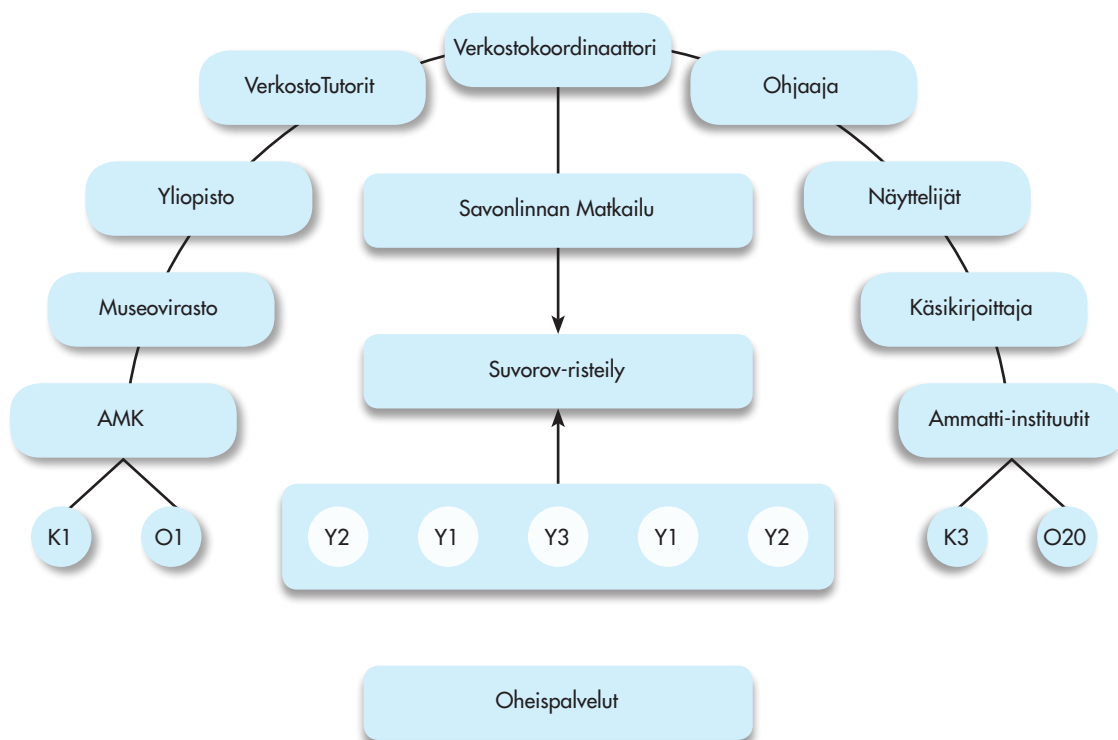 Verkostokoordinaattori
VerkostoTutorit
Ohjaaja
Yliopisto
Savonlinnan Matkailu
Näyttelijät
Museovirasto
Käsikirjoittaja
Suvorov-risteily
AMK
Ammatti-instituutit
K1
O1
Y2
Y1
Y3
Y1
Y2
K3
O20
Oheispalvelut